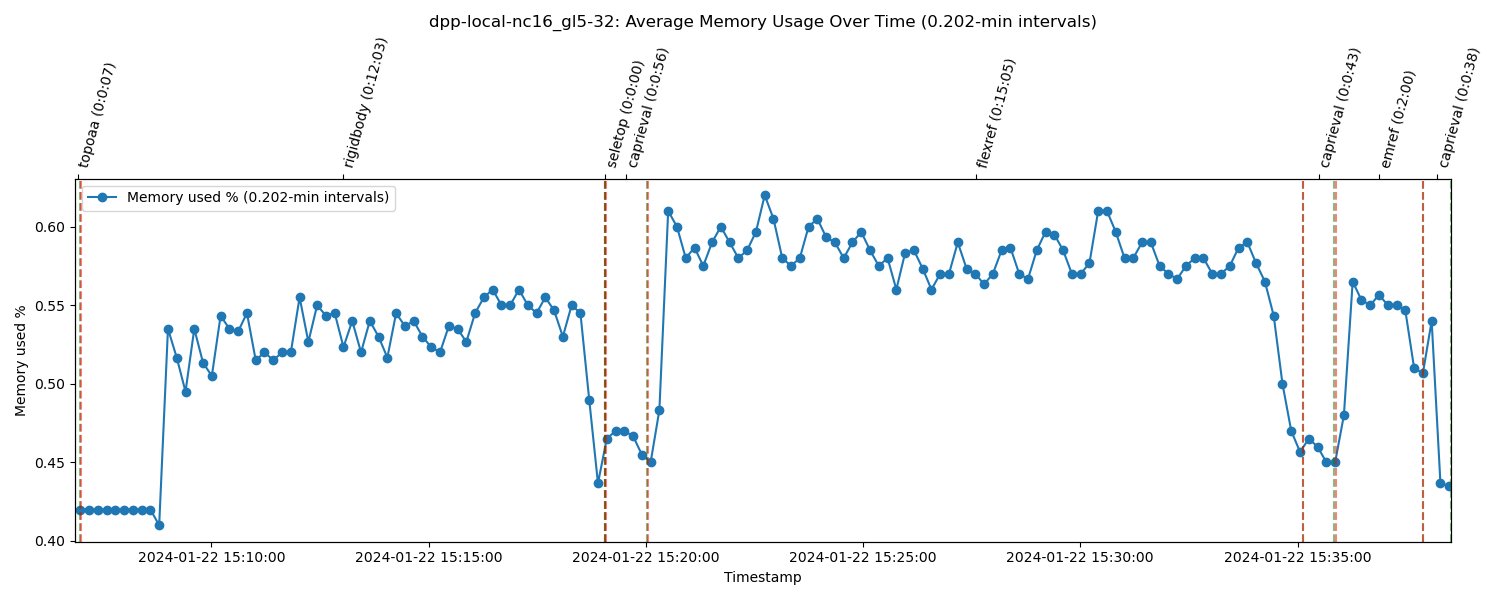 dpp-local-nc16_gl5-32: Average Memory Usage Over Time (0.202-min intervals)
topoaa (0:0:07)
rigidbody (0:12:03)
seletop (0:0:00)
caprieval (0:0:56)
flexref (0:15:05)
caprieval (0:0:43)
emref (0:2:00)
caprieval (0:0:38)
Memory used % (0.202-min intervals)
0.60
0.55
0.50
0.45
0.40
Memory used %
2024-01-22 15:10:00
2024-01-22 15:15:00
2024-01-22 15:20:00
2024-01-22 15:25:00
2024-01-22 15:30:00
2024-01-22 15:35:00
Timestamp